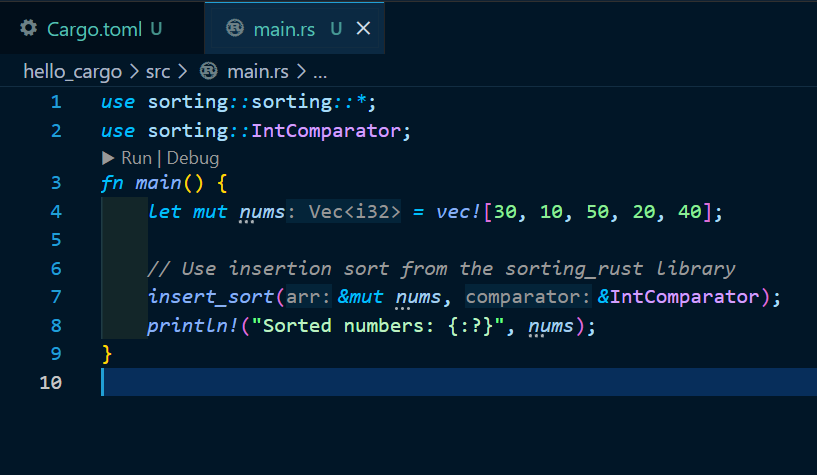 Cargo.toml U main.rs U
hello_cargo > src > main.rs > ...
1 use sorting::sorting::*;
2 use sorting::IntComparator;
Run | Debug
3 fn main() {
4 let mut nums: Vec<i32> = vec![30, 10, 50, 20, 40];
5
6 // Use insertion sort from the sorting_rust library
7 insert_sort(arr: &mut nums, comparator: &IntComparator);
8 println!("Sorted numbers: {:?}", nums);
9 }
10